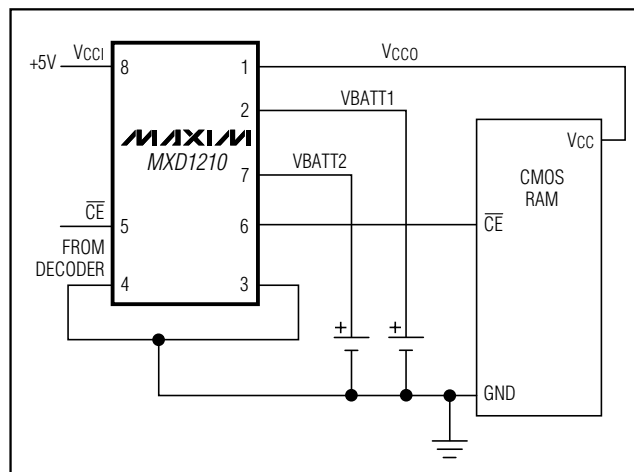 +5V
VCCI
8
1
VCCO
2
VBATT1
MAXIM
MXD1210
7
VBATT2
VCC
CMOS
RAM
CE
5
6
CE
FROM
DECODER
4
3
+
+
GND